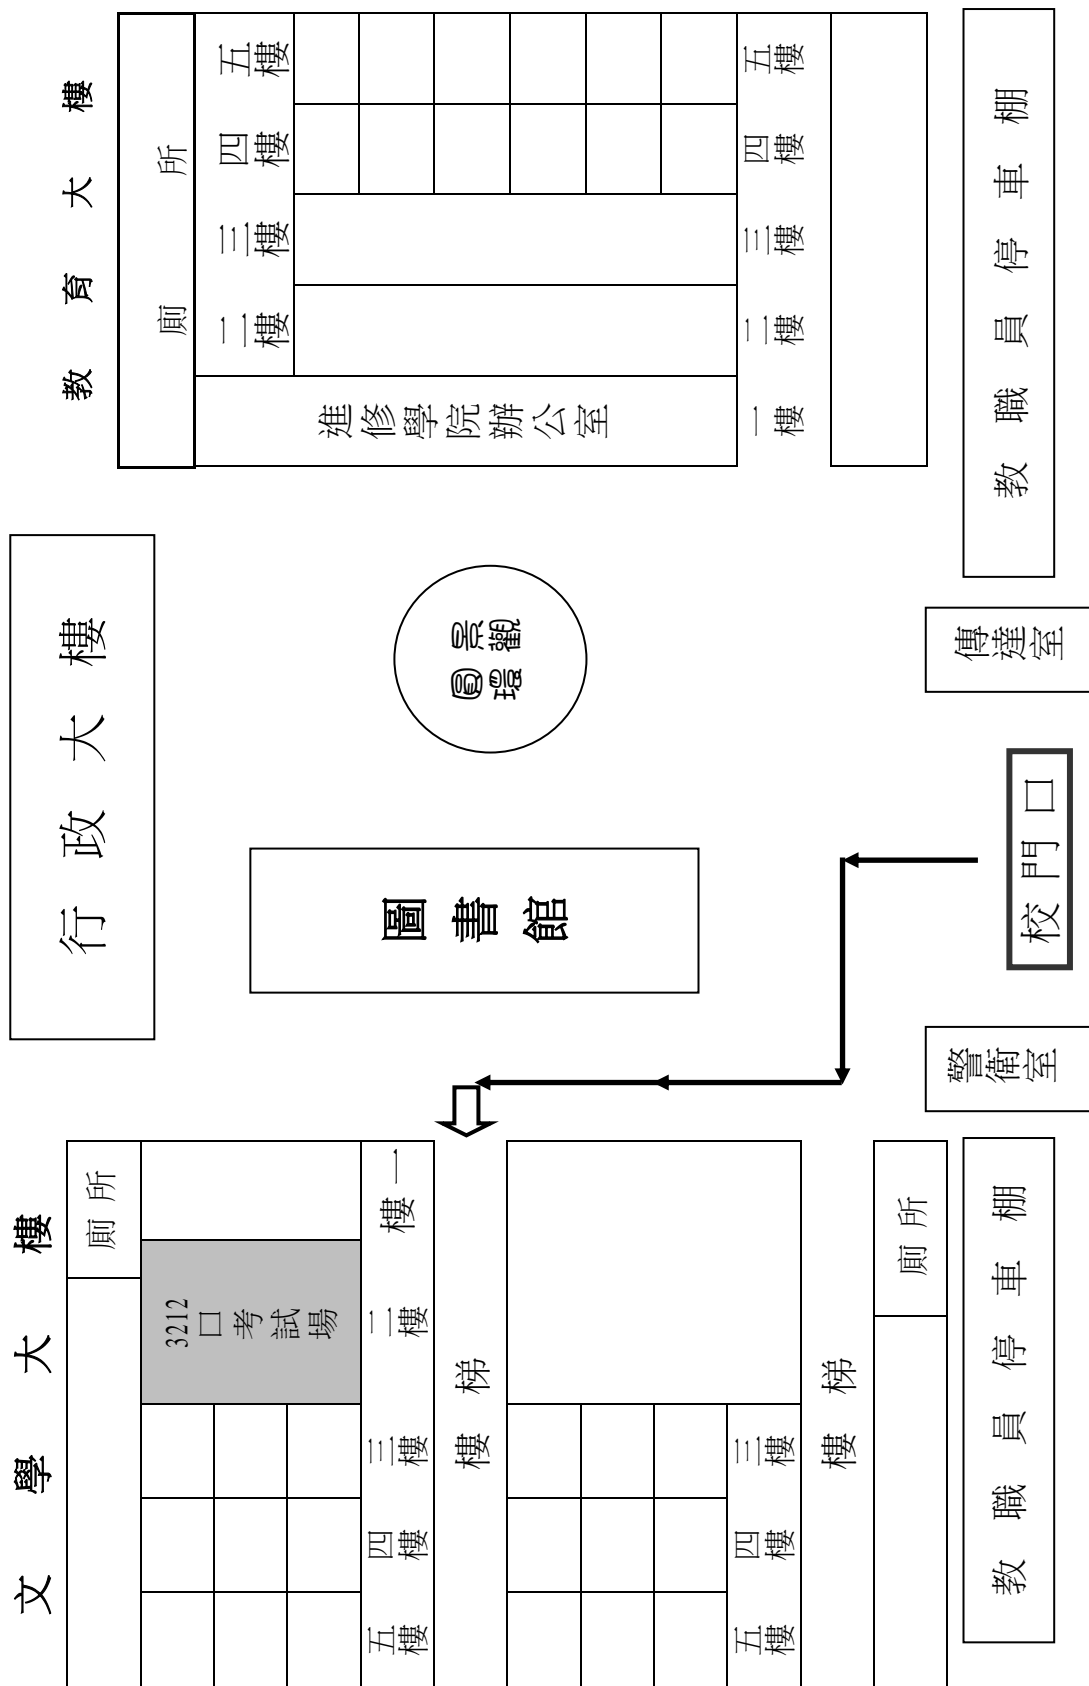 文學大樓
行政大樓
教育大樓
廁所
廁所
3212
口考試場
五樓
四樓
三樓
二樓
一樓
二樓
三樓
四樓
五樓
進修學院辦公室
圖書館
景觀
圓環
樓梯
五樓
四樓
三樓
一樓
二樓
三樓
四樓
五樓
樓梯
廁所
警衛室
校門口
傳達室
教職員停車棚
教職員停車棚